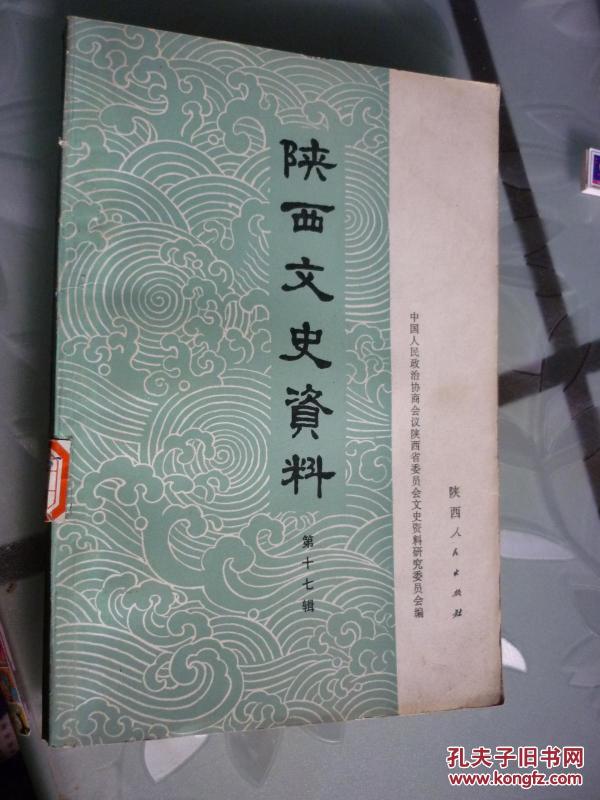 陕西文史資料
第十七辑
中国人民政治协商会议陕西省委员会文史资料研究委员会编
陕西人民出版社
孔夫子旧书网
www.kongfz.com